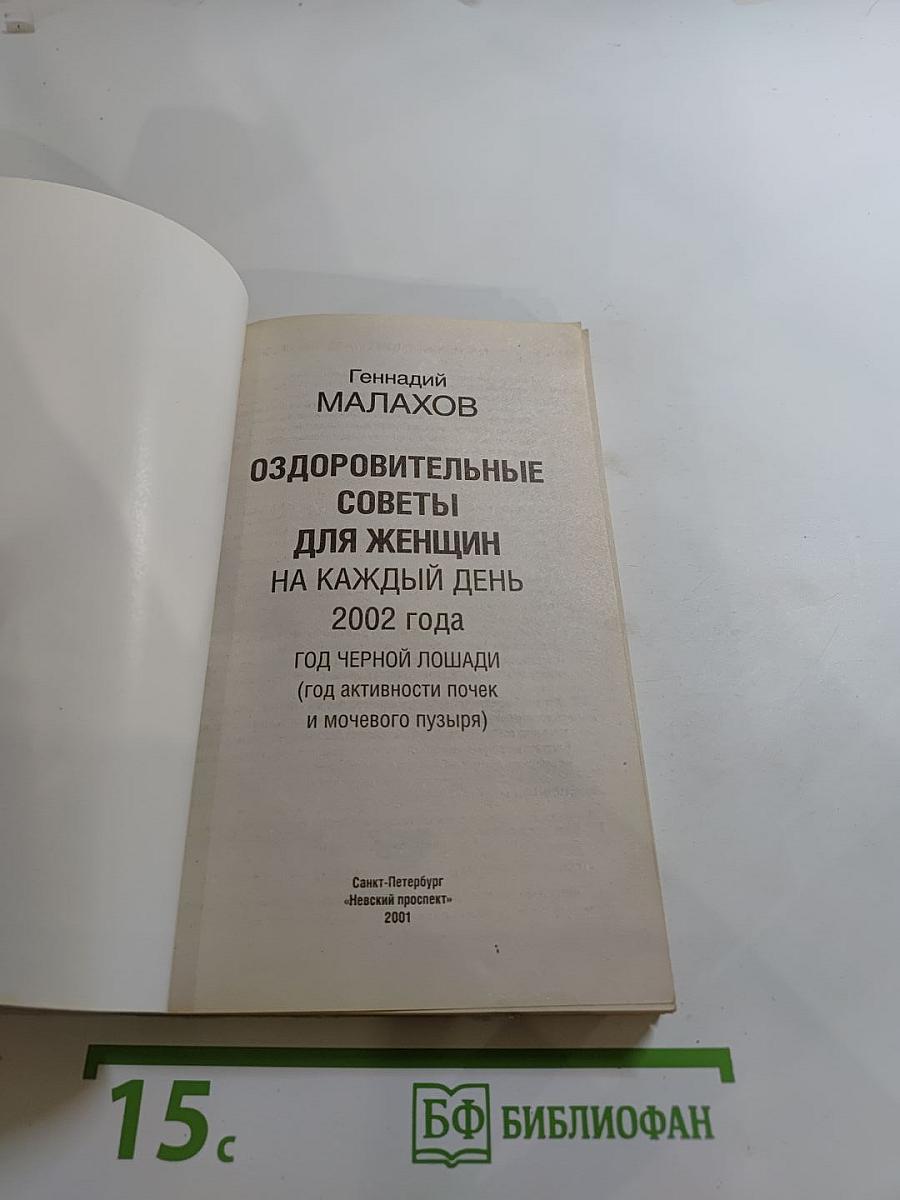 Геннадий
МАЛАХОВ
ОЗДОРОВИТЕЛЬНЫЕ
СОВЕТЫ
ДЛЯ ЖЕНЩИН
НА КАЖДЫЙ ДЕНЬ
2002 года
ГОД ЧЕРНОЙ ЛОШАДИ
(год активности почек
и мочевого пузыря)
Санкт-Петербург
«Невский проспект»
2001
15 с
БФ БИБЛИОФАН